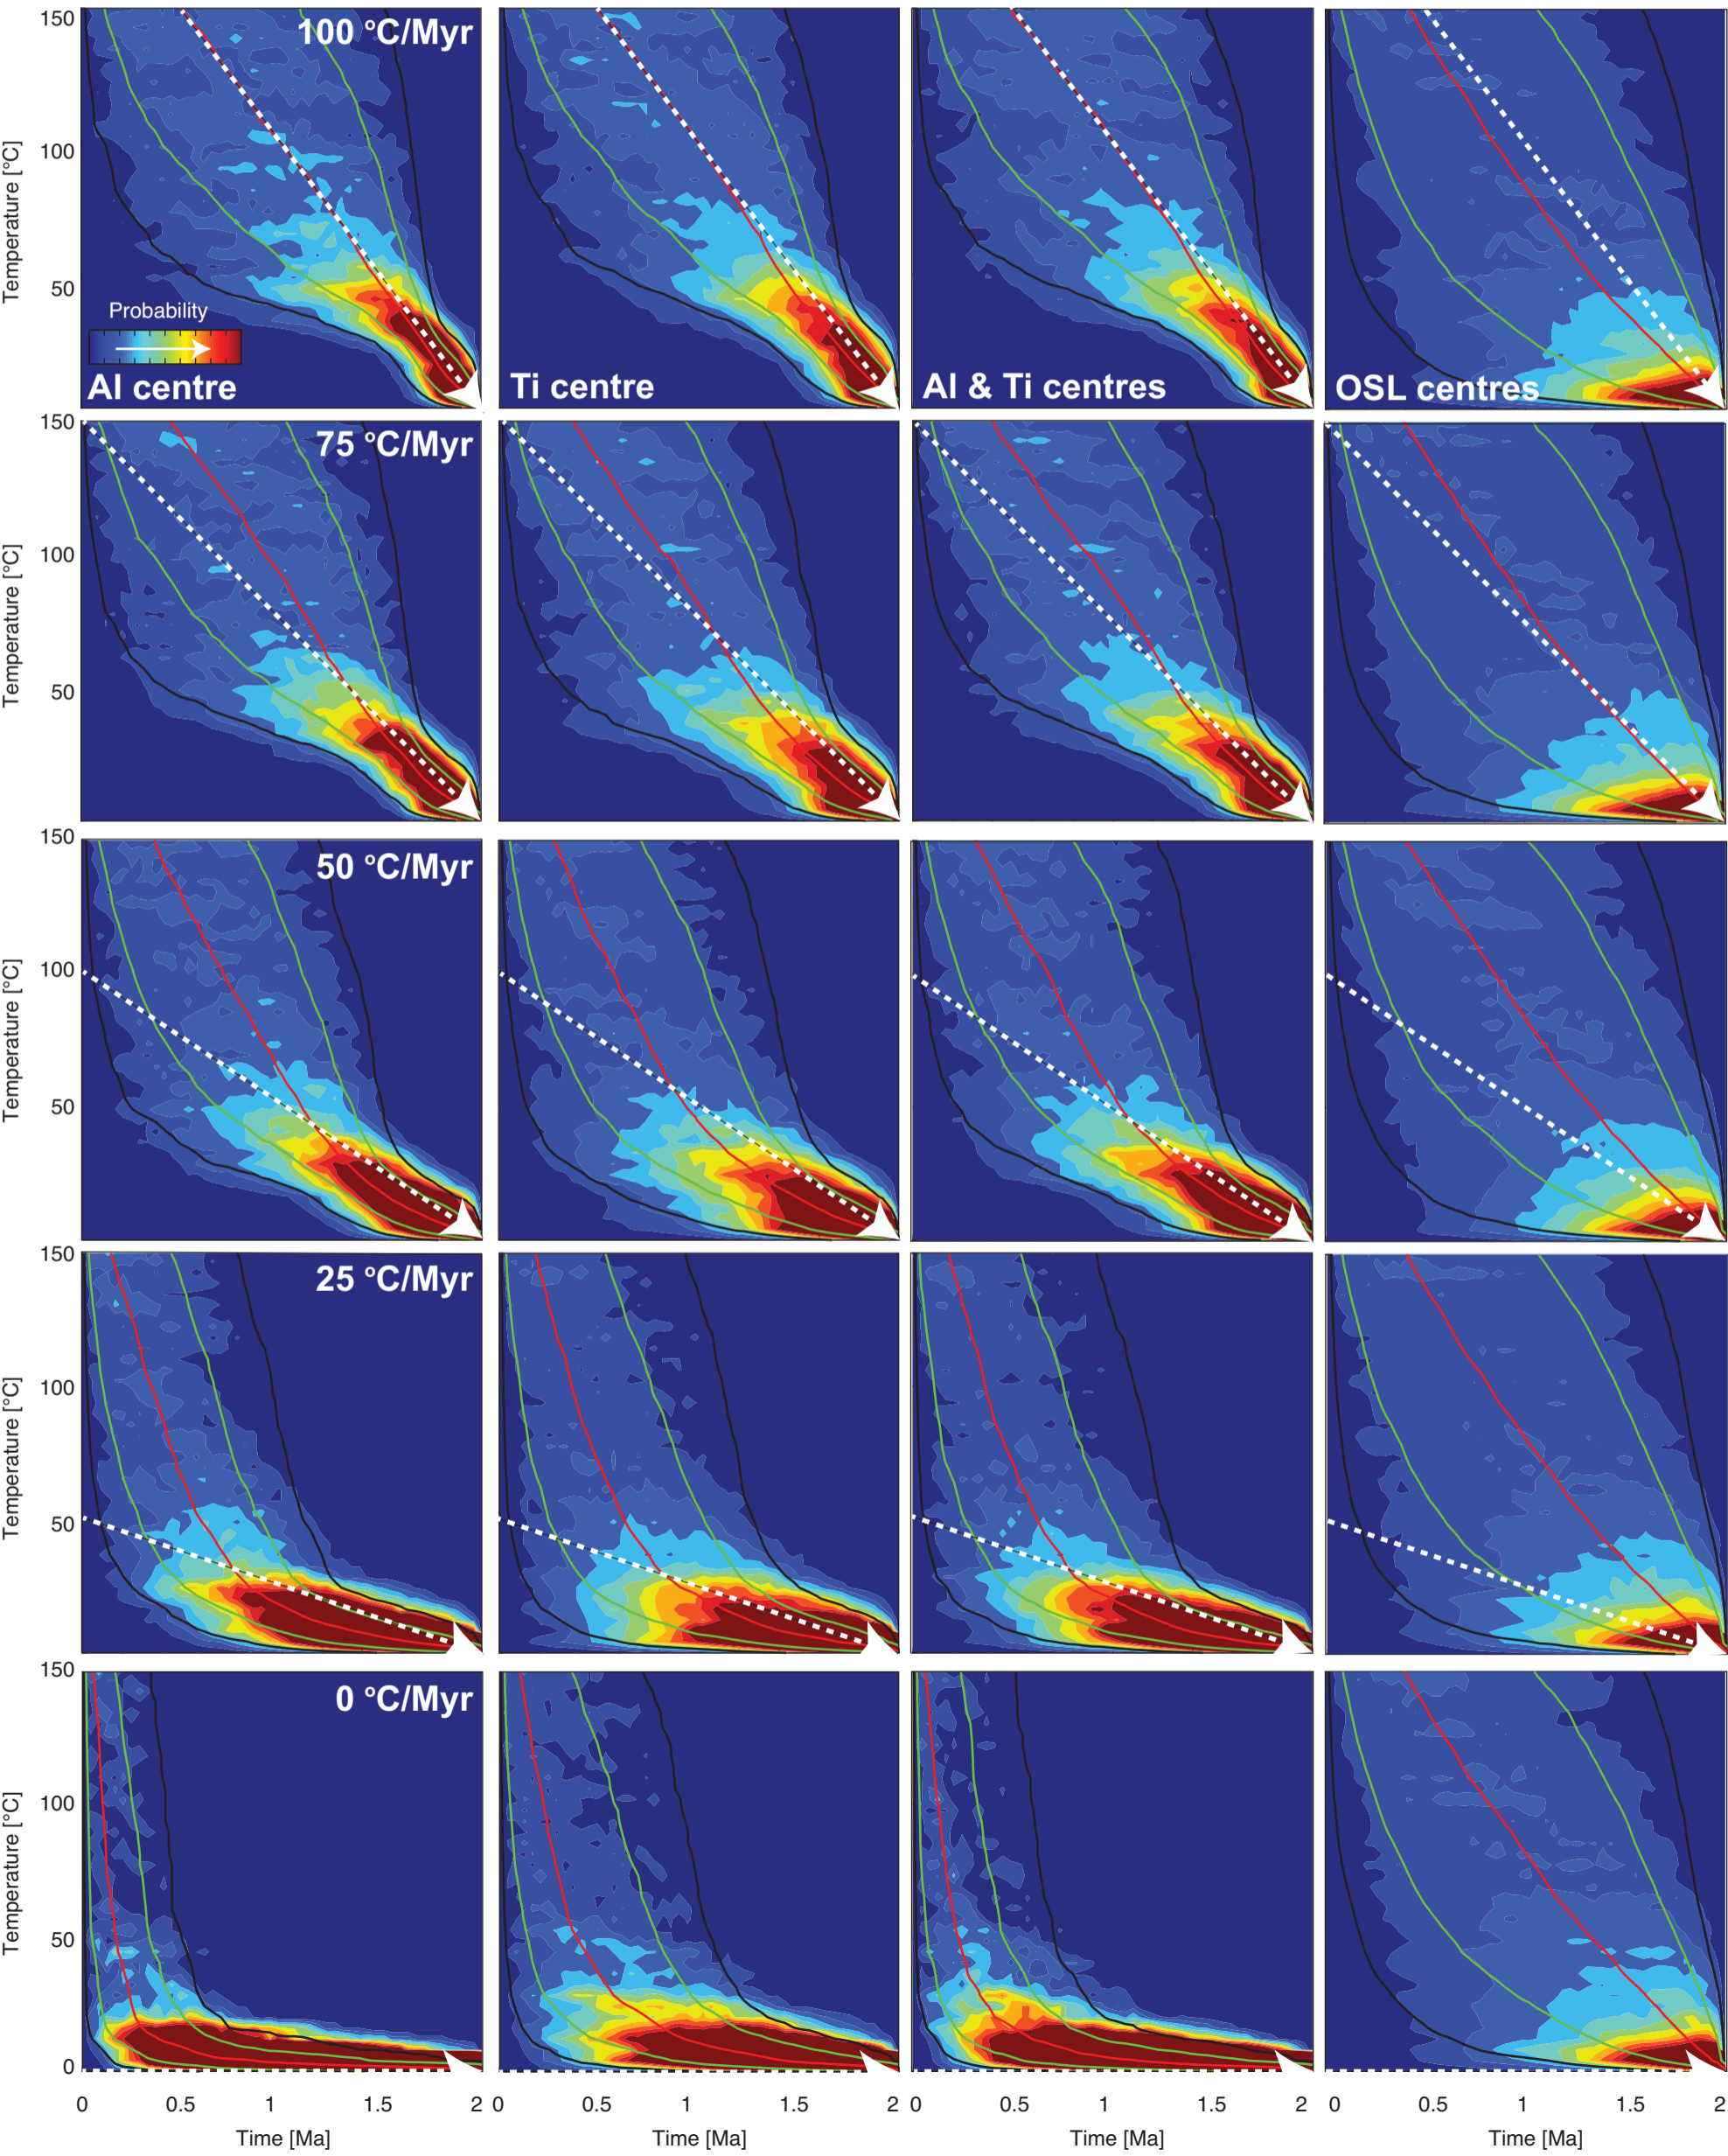 150
100 °C/Myr
100
Temperature [°C]
50
Probability
Al centre
Ti centre
Al & Ti centres
OSL centres
150
75 °C/Myr
100
Temperature [°C]
50
150
50 °C/Myr
100
Temperature [°C]
50
150
25 °C/Myr
100
Temperature [°C]
50
150
0 °C/Myr
100
Temperature [°C]
50
0
0 0.5 1 1.5 2 0 0.5 1 1.5 2 0 0.5 1 1.5 2 0 0.5 1 1.5 2
Time [Ma] Time [Ma] Time [Ma] Time [Ma]